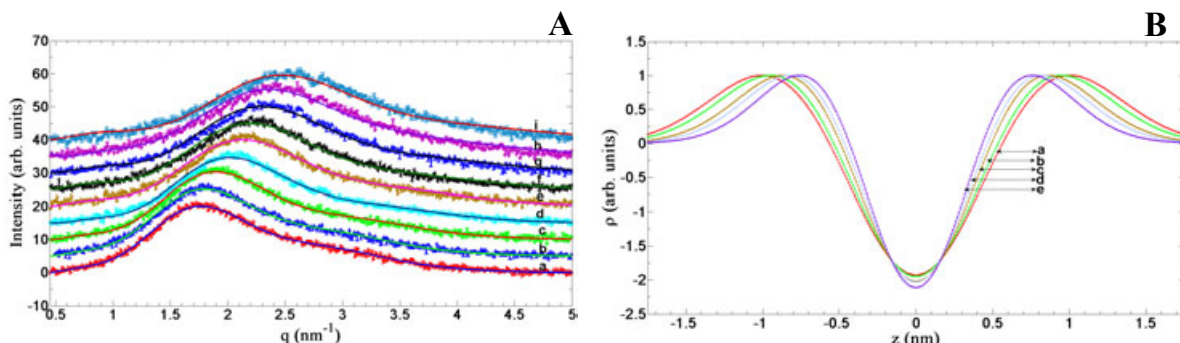 A
Intensity (arb. units)
70
60
50
40
30
20
10
0
-10
i
h
g
f
e
d
c
b
a
0.5 1 1.5 2 2.5 3 3.5 4 4.5 5
q (nm-1)
B
ρ (arb. units)
1.5
1
0.5
0
-0.5
-1
-1.5
-2
-2.5
a
b
c
d
e
-1.5 -1 -0.5 0 0.5 1 1.5
z (nm)